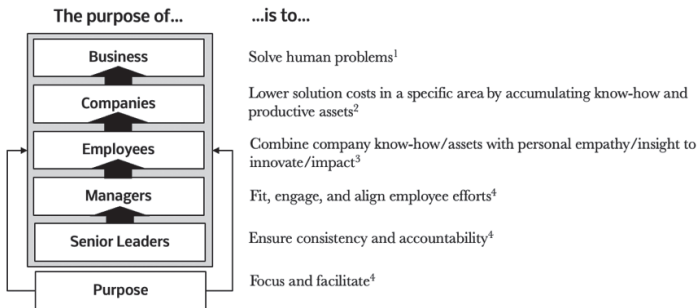 The purpose of... ...is to...
Business Solve human problems¹
Companies Lower solution costs in a specific area by accumulating know-how and
productive assets²
Employees Combine company know-how/assets with personal empathy/insight to
innovate/impact³
Managers Fit, engage, and align employee efforts⁴
Senior Leaders Ensure consistency and accountability⁴
Purpose Focus and facilitate⁴